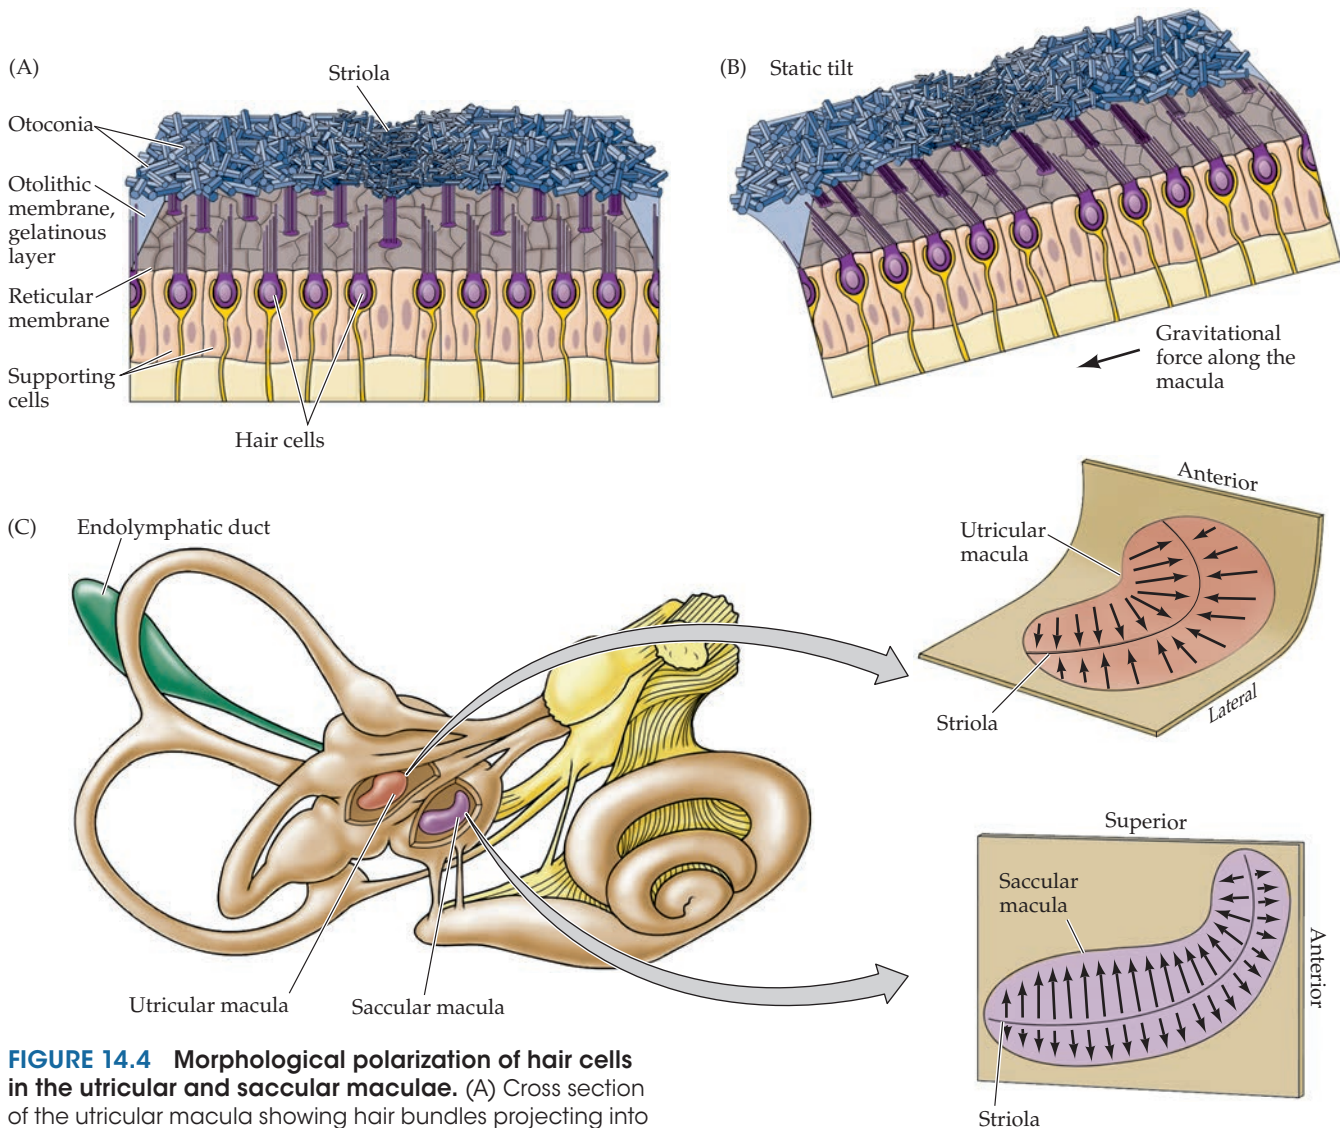 (A)
Striola
Otoconia
Otolithic
membrane,
gelatinous
layer
Reticular
membrane
Supporting
cells
Hair cells
(B) Static tilt
Gravitational
force along the
macula
(C) Endolymphatic duct
Utricular macula
Saccular macula
Anterior
Utricular
macula
Striola
Lateral
Superior
Saccular
macula
Anterior
Striola
FIGURE 14.4 Morphological polarization of hair cells
in the utricular and saccular maculae. (A) Cross section
of the utricular macula showing hair bundles projecting into